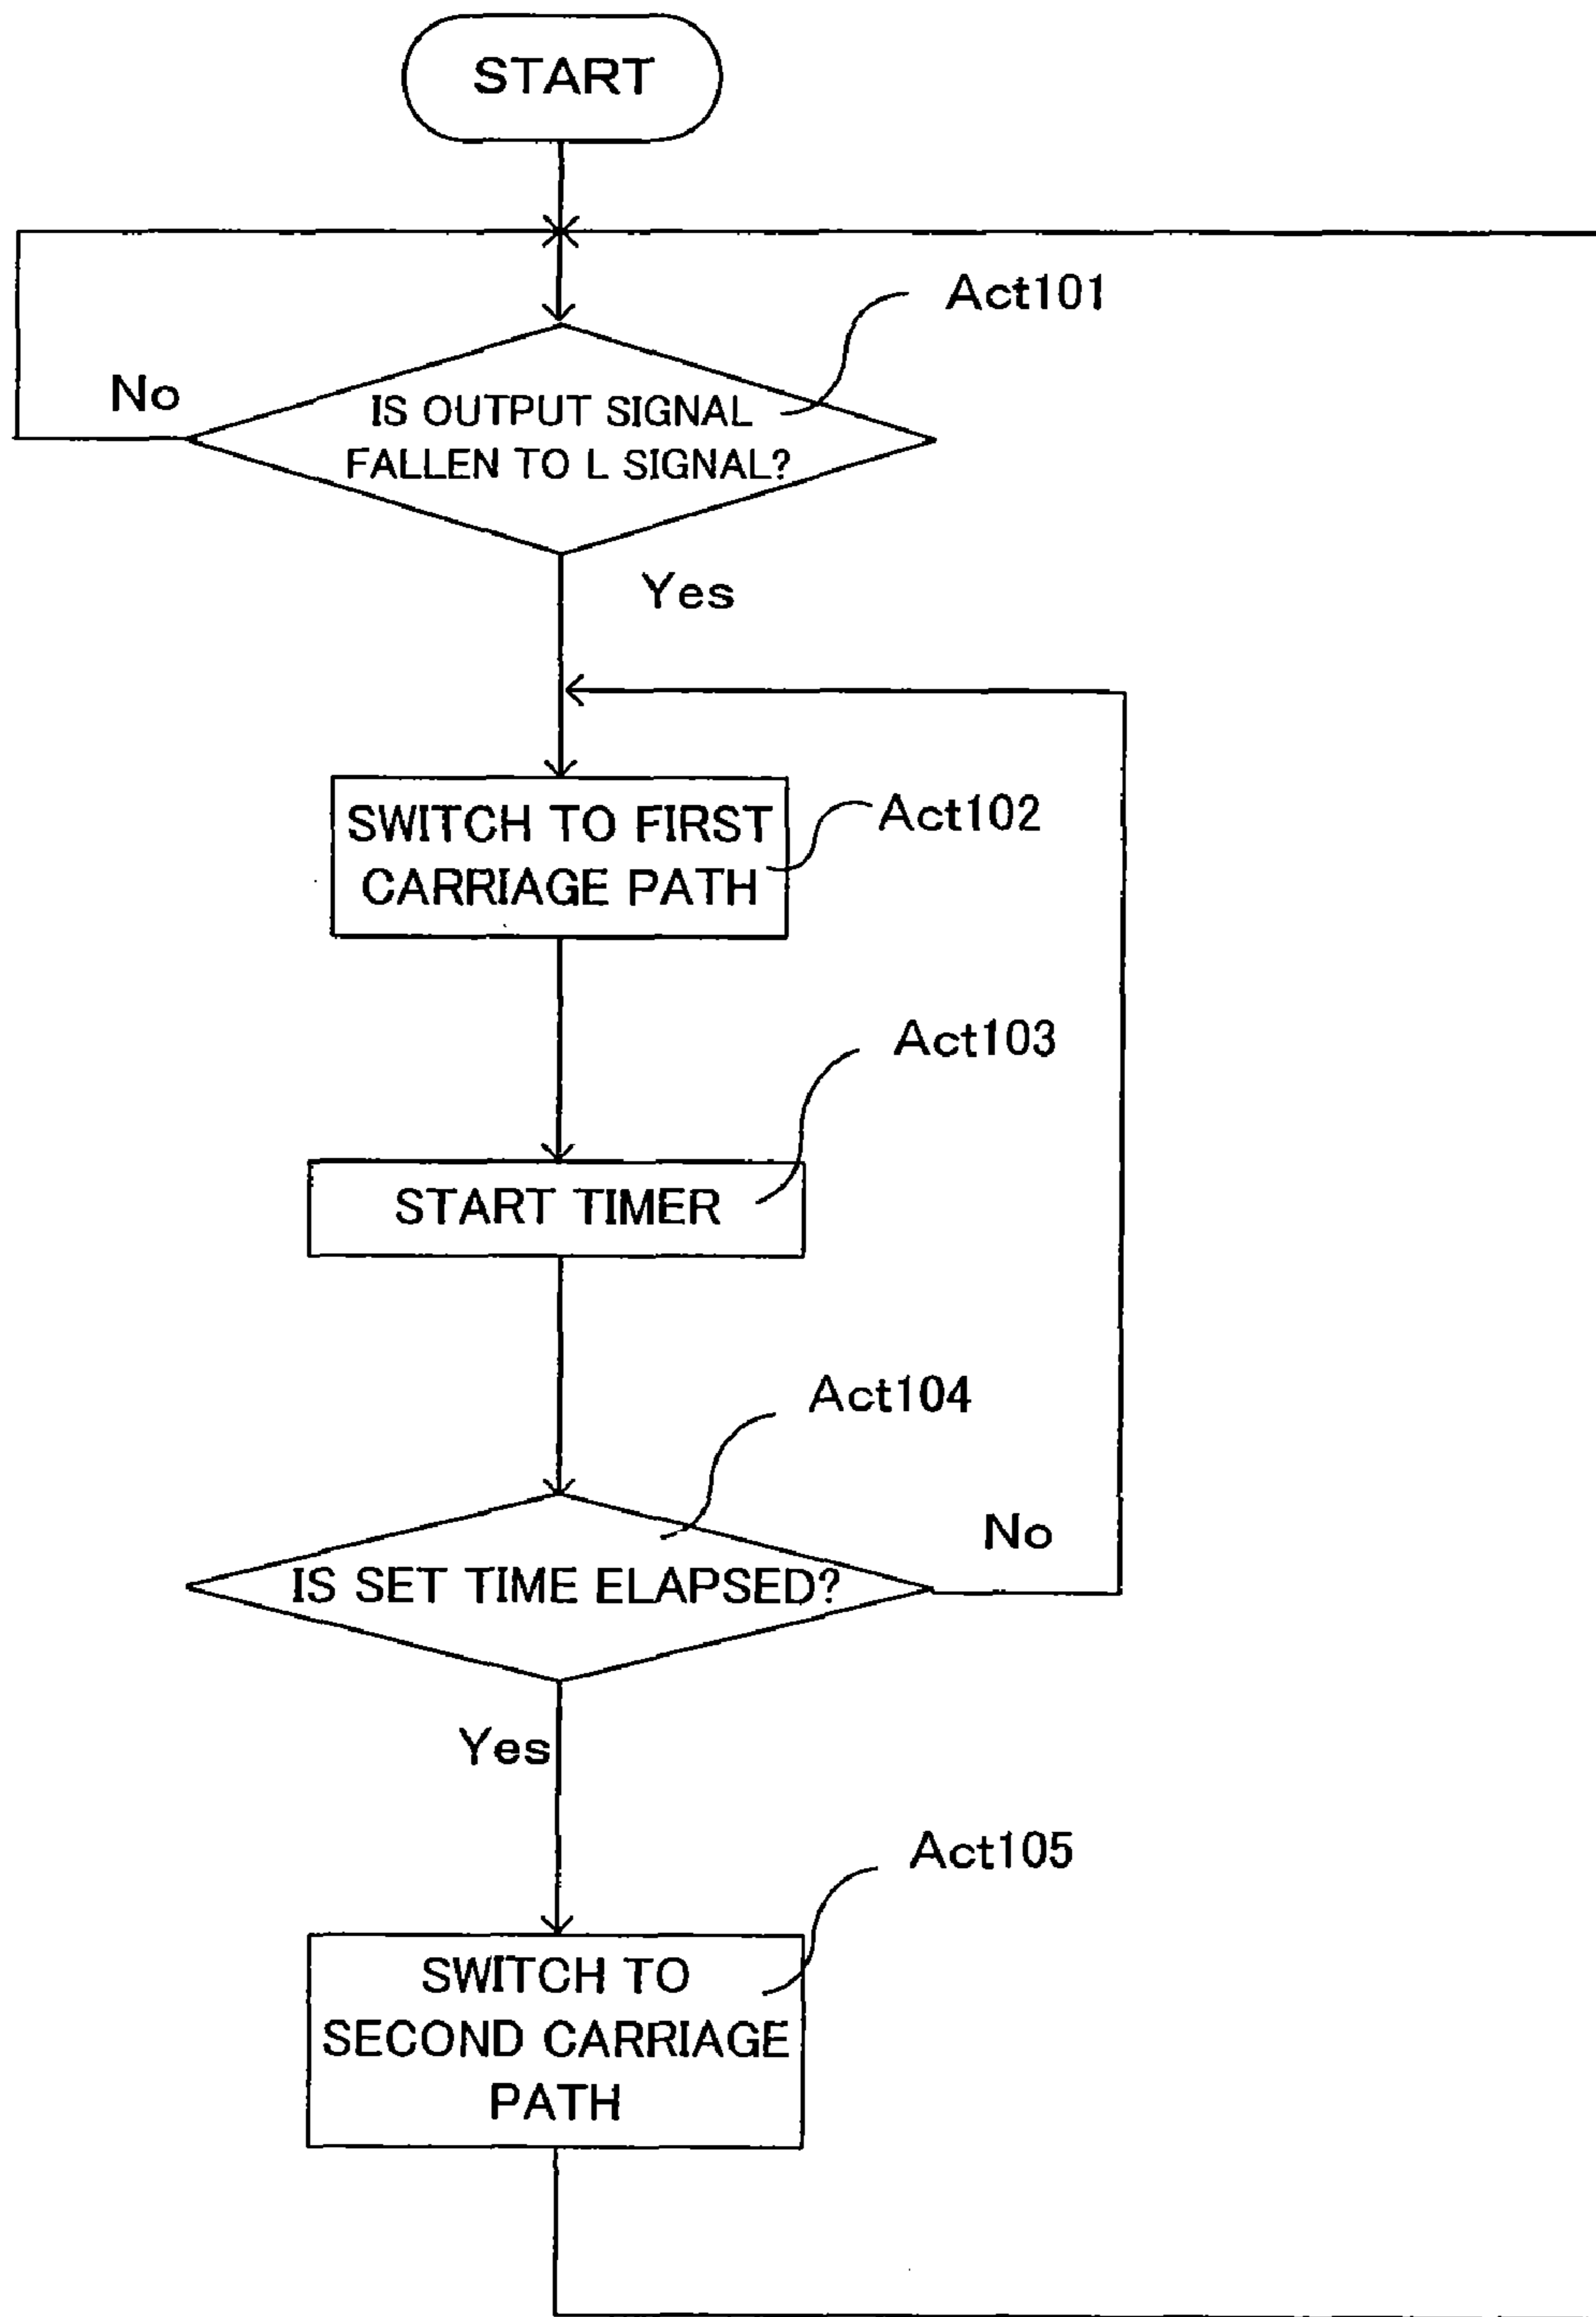 START
Act101
No
IS OUTPUT SIGNAL
FALLEN TO L SIGNAL?
Yes
SWITCH TO FIRST
CARRIAGE PATH
Act102
Act103
START TIMER
Act104
No
IS SET TIME ELAPSED?
Yes
Act105
SWITCH TO
SECOND CARRIAGE
PATH